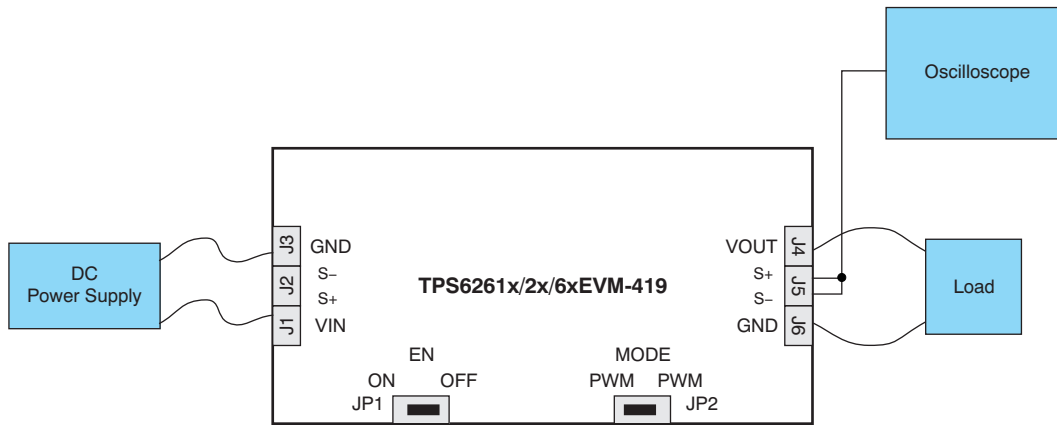 Oscilloscope
DC
Power Supply
J3
GND
J2
S−
S+
J1
VIN
TPS6261x/2x/6xEVM-419
VOUT
J4
S+
J5
S−
GND
J6
Load
EN
ON
OFF
JP1
MODE
PWM
PWM
JP2